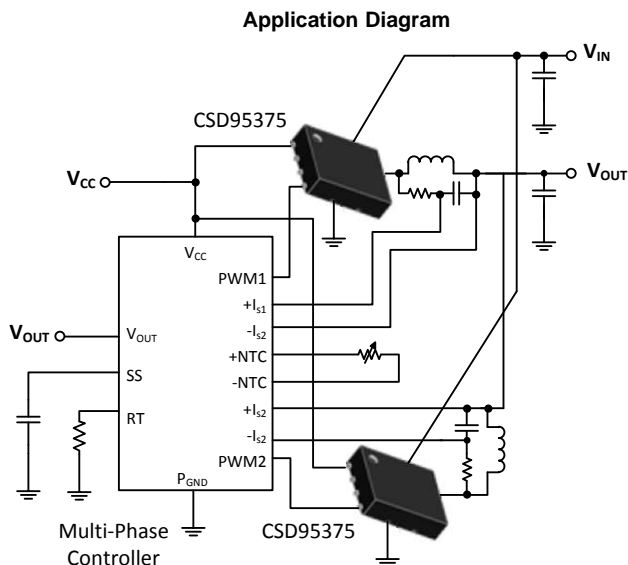 Application Diagram
V_IN
CSD95375
V_CC
V_OUT
V_CC
PWM1
+I_s1
-I_s2
V_OUT
V_OUT
+NTC
SS
-NTC
RT
+I_s2
-I_s2
PWM2
P_GND
CSD95375
Multi-Phase
Controller